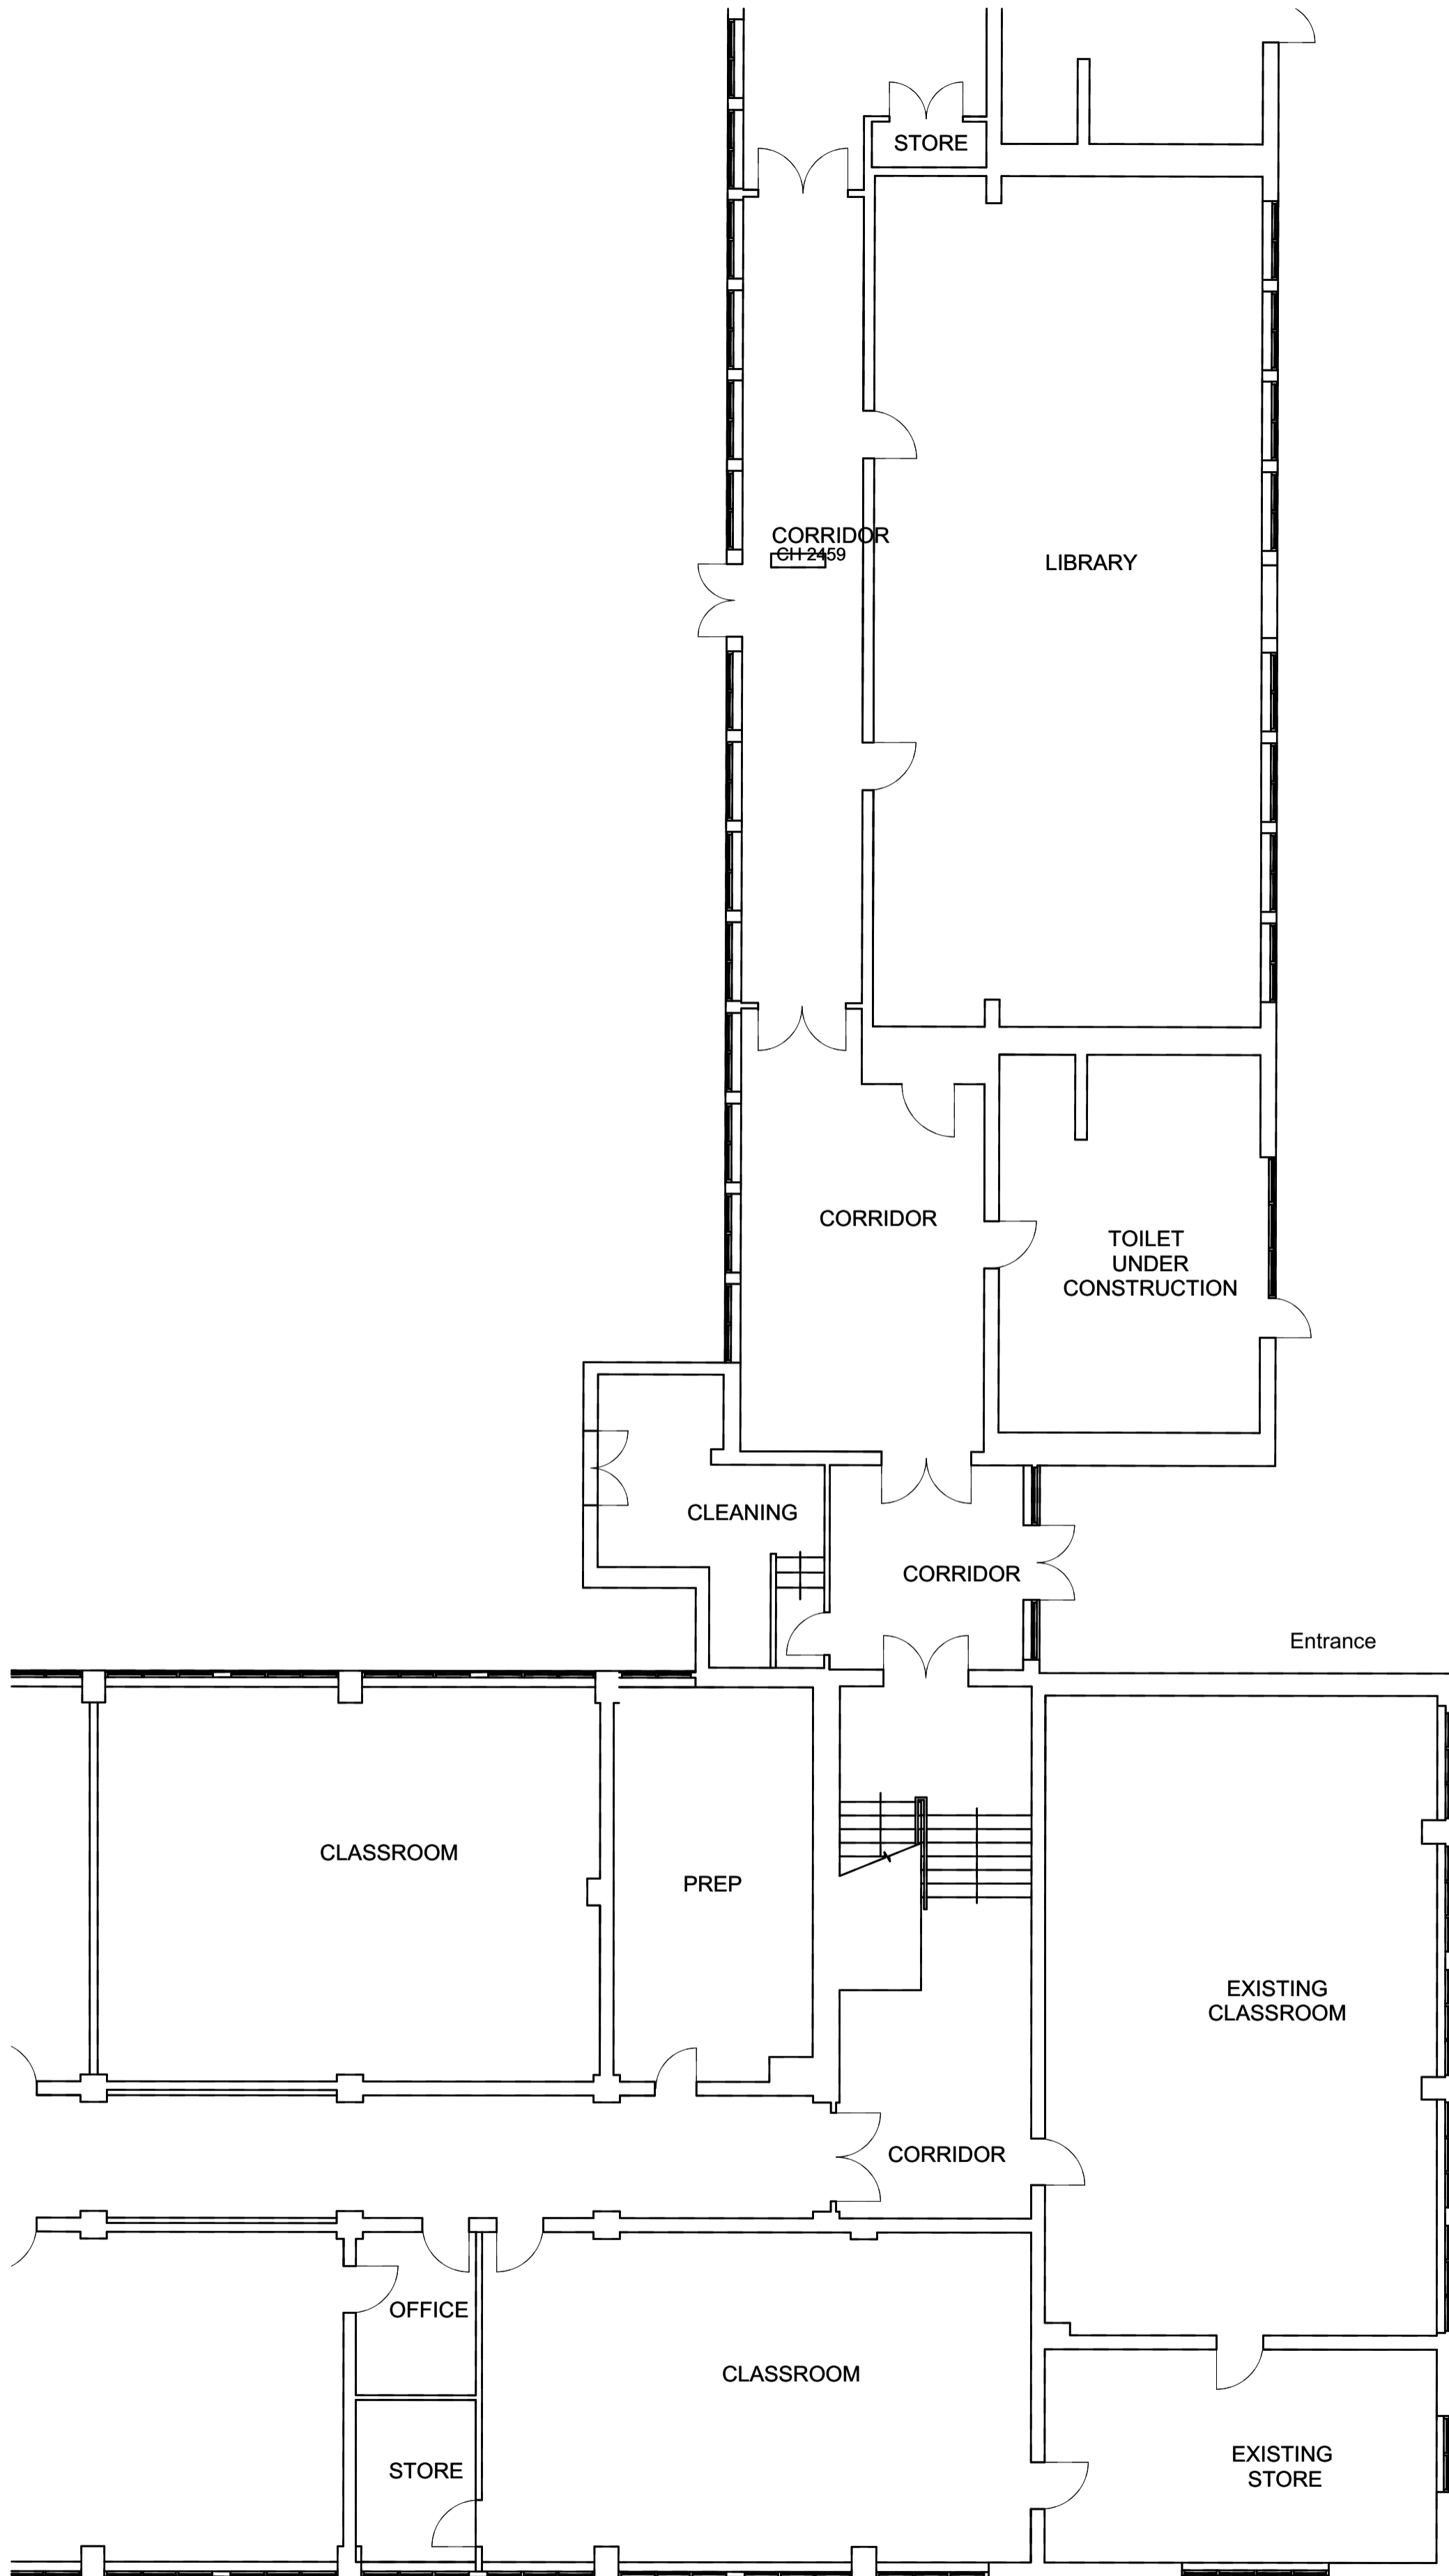 STORE
CORRIDOR
CH 2459
LIBRARY
CORRIDOR
TOILET
UNDER
CONSTRUCTION
CLEANING
CORRIDOR
Entrance
CLASSROOM
PREP
EXISTING
CLASSROOM
CORRIDOR
OFFICE
CLASSROOM
STORE
EXISTING
STORE